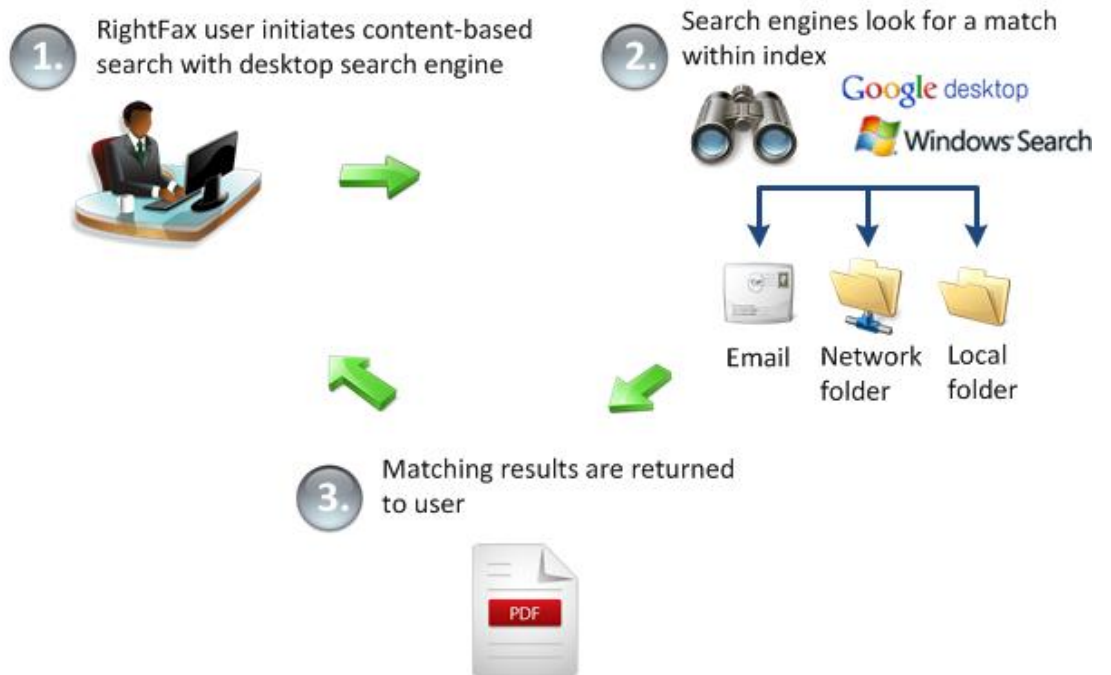 1.
RightFax user initiates content-based
search with desktop search engine
2.
Search engines look for a match
within index
Google desktop
Windows Search
Email
Network
folder
Local
folder
3.
Matching results are returned
to user
PDF